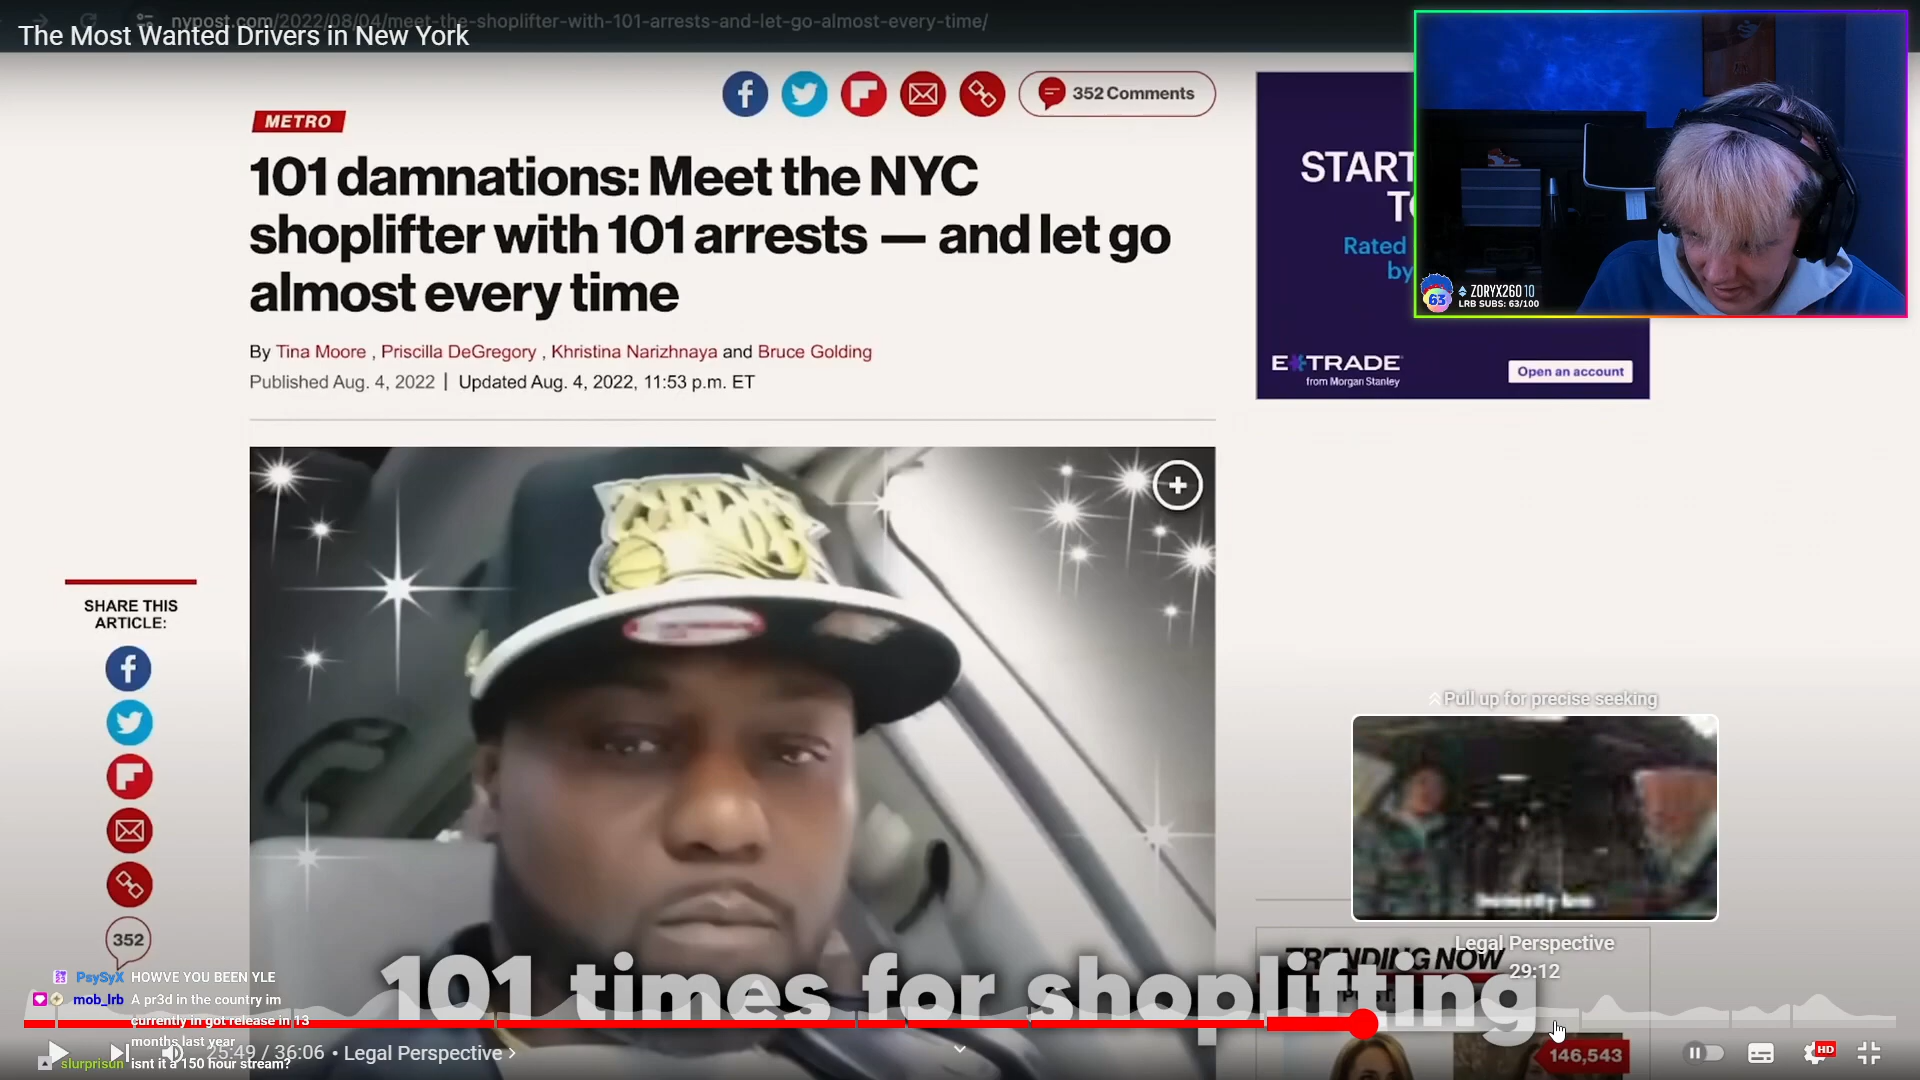 nypost.com/2022/08/04/meet-the-shoplifter-with-101-arrests-and-let-go-almost-every-time/
The Most Wanted Drivers in New York
352 Comments
METRO
101 damnations: Meet the NYC
shoplifter with 101 arrests — and let go
almost every time
By Tina Moore , Priscilla DeGregory , Khristina Narizhnaya and Bruce Golding
Published Aug. 4, 2022 | Updated Aug. 4, 2022, 11:53 p.m. ET
START
Rated
by
E*TRADE
from Morgan Stanley
Open an account
63
ZORYX260 10
LRB SUBS: 63/100
SHARE THIS
ARTICLE:
352
Pull up for precise seeking
Legal Perspective
29:12
TRENDING NOW
101 times for shoplifting
PsySyX HOWVE YOU BEEN YLE
mob_lrb A pr3d in the country im
currently in got release in 13
months last year
slurprisun isnt it a 150 hour stream?
25:49 / 36:06 • Legal Perspective
146,543
HD